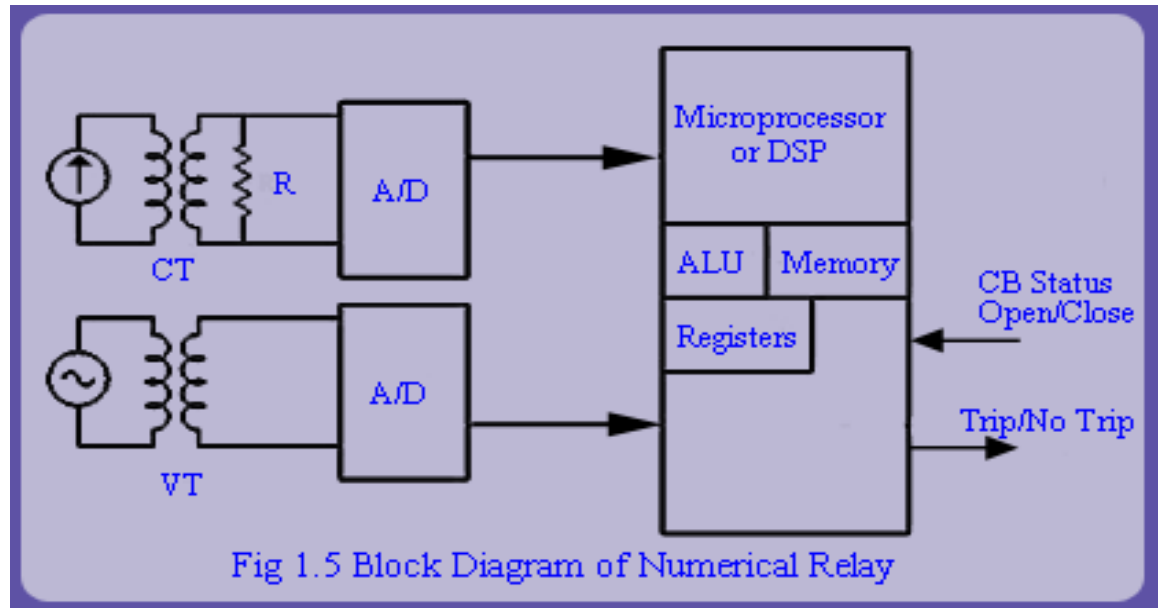 Microprocessor
or DSP
R
A/D
CT
ALU
Memory
CB Status
Open/Close
Registers
A/D
Trip/No Trip
VT
Fig 1.5 Block Diagram of Numerical Relay